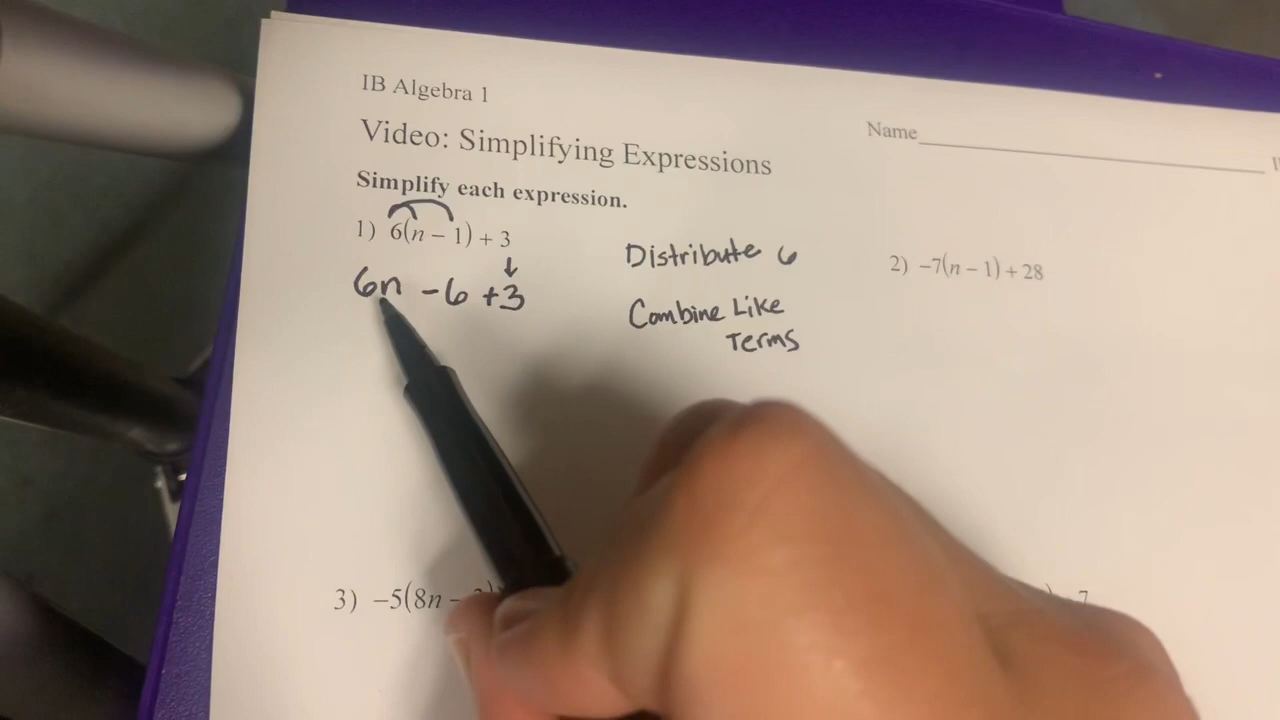 IB Algebra 1
Name
Video: Simplifying Expressions
Simplify each expression.
1) 6(n − 1) + 3
6n − 6 + 3
Distribute 6
Combine Like
Terms
2) −7(n − 1) + 28
3) −5(8n −
7